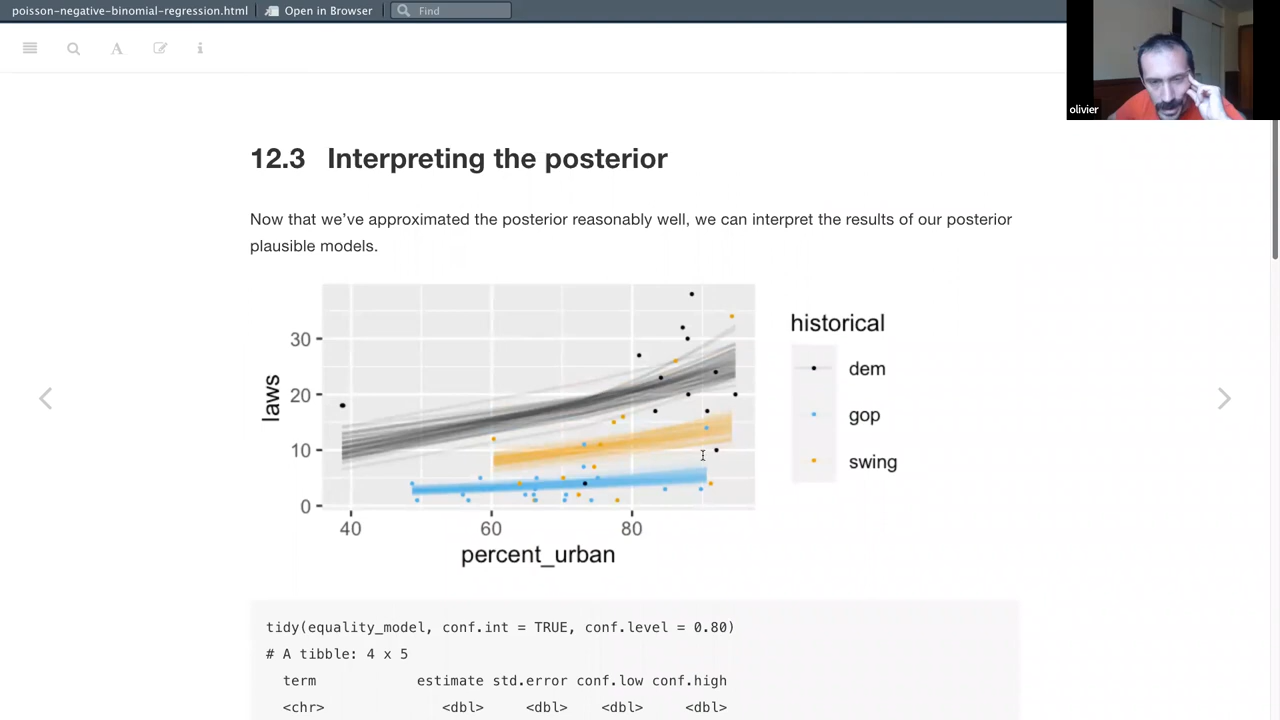 poisson-negative-binomial-regression.html
Open in Browser
Find
olivier
12.3 Interpreting the posterior
Now that we've approximated the posterior reasonably well, we can interpret the results of our posterior
plausible models.
laws
30
20
10
0
40
60
80
percent_urban
historical
dem
gop
swing
tidy(equality_model, conf.int = TRUE, conf.level = 0.80)
# A tibble: 4 x 5
term estimate std.error conf.low conf.high
<chr> <dbl> <dbl> <dbl> <dbl>